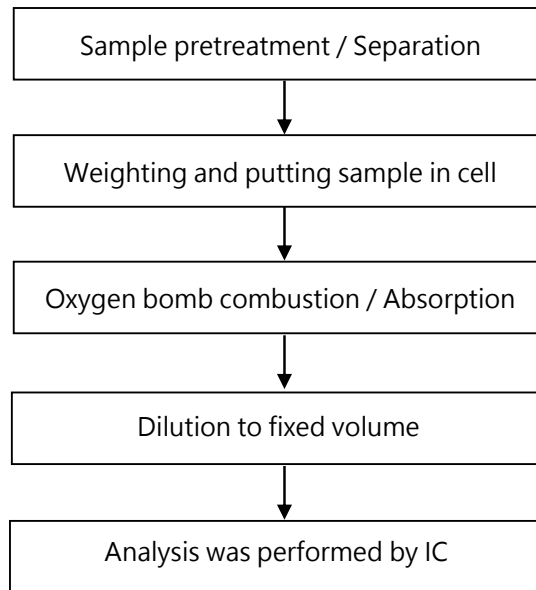 Sample pretreatment / Separation
Weighting and putting sample in cell
Oxygen bomb combustion / Absorption
Dilution to fixed volume
Analysis was performed by IC